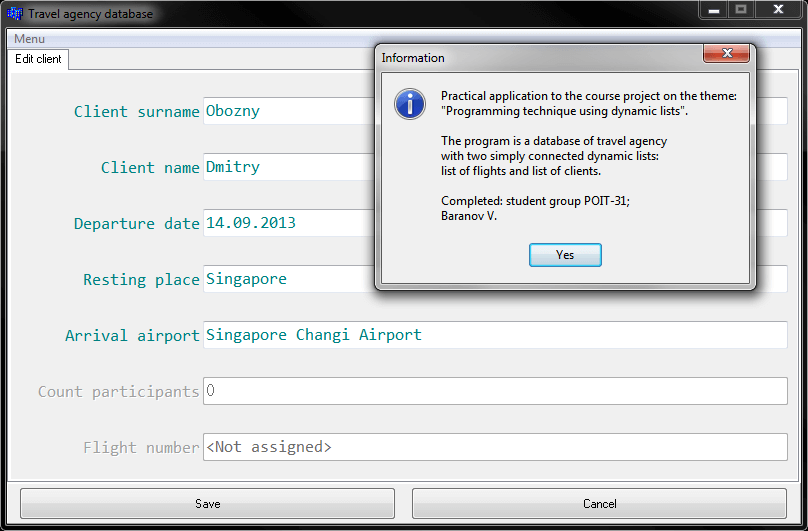 Travel agency database
Menu
Edit client
Information
Practical application to the course project on the theme:
"Programming technique using dynamic lists".
The program is a database of travel agency
with two simply connected dynamic lists:
list of flights and list of clients.
Completed: student group POIT-31;
Baranov V.
Yes
Client surname Obozny
Client name Dmitry
Departure date 14.09.2013
Resting place Singapore
Arrival airport Singapore Changi Airport
Count participants 0
Flight number <Not assigned>
Save Cancel